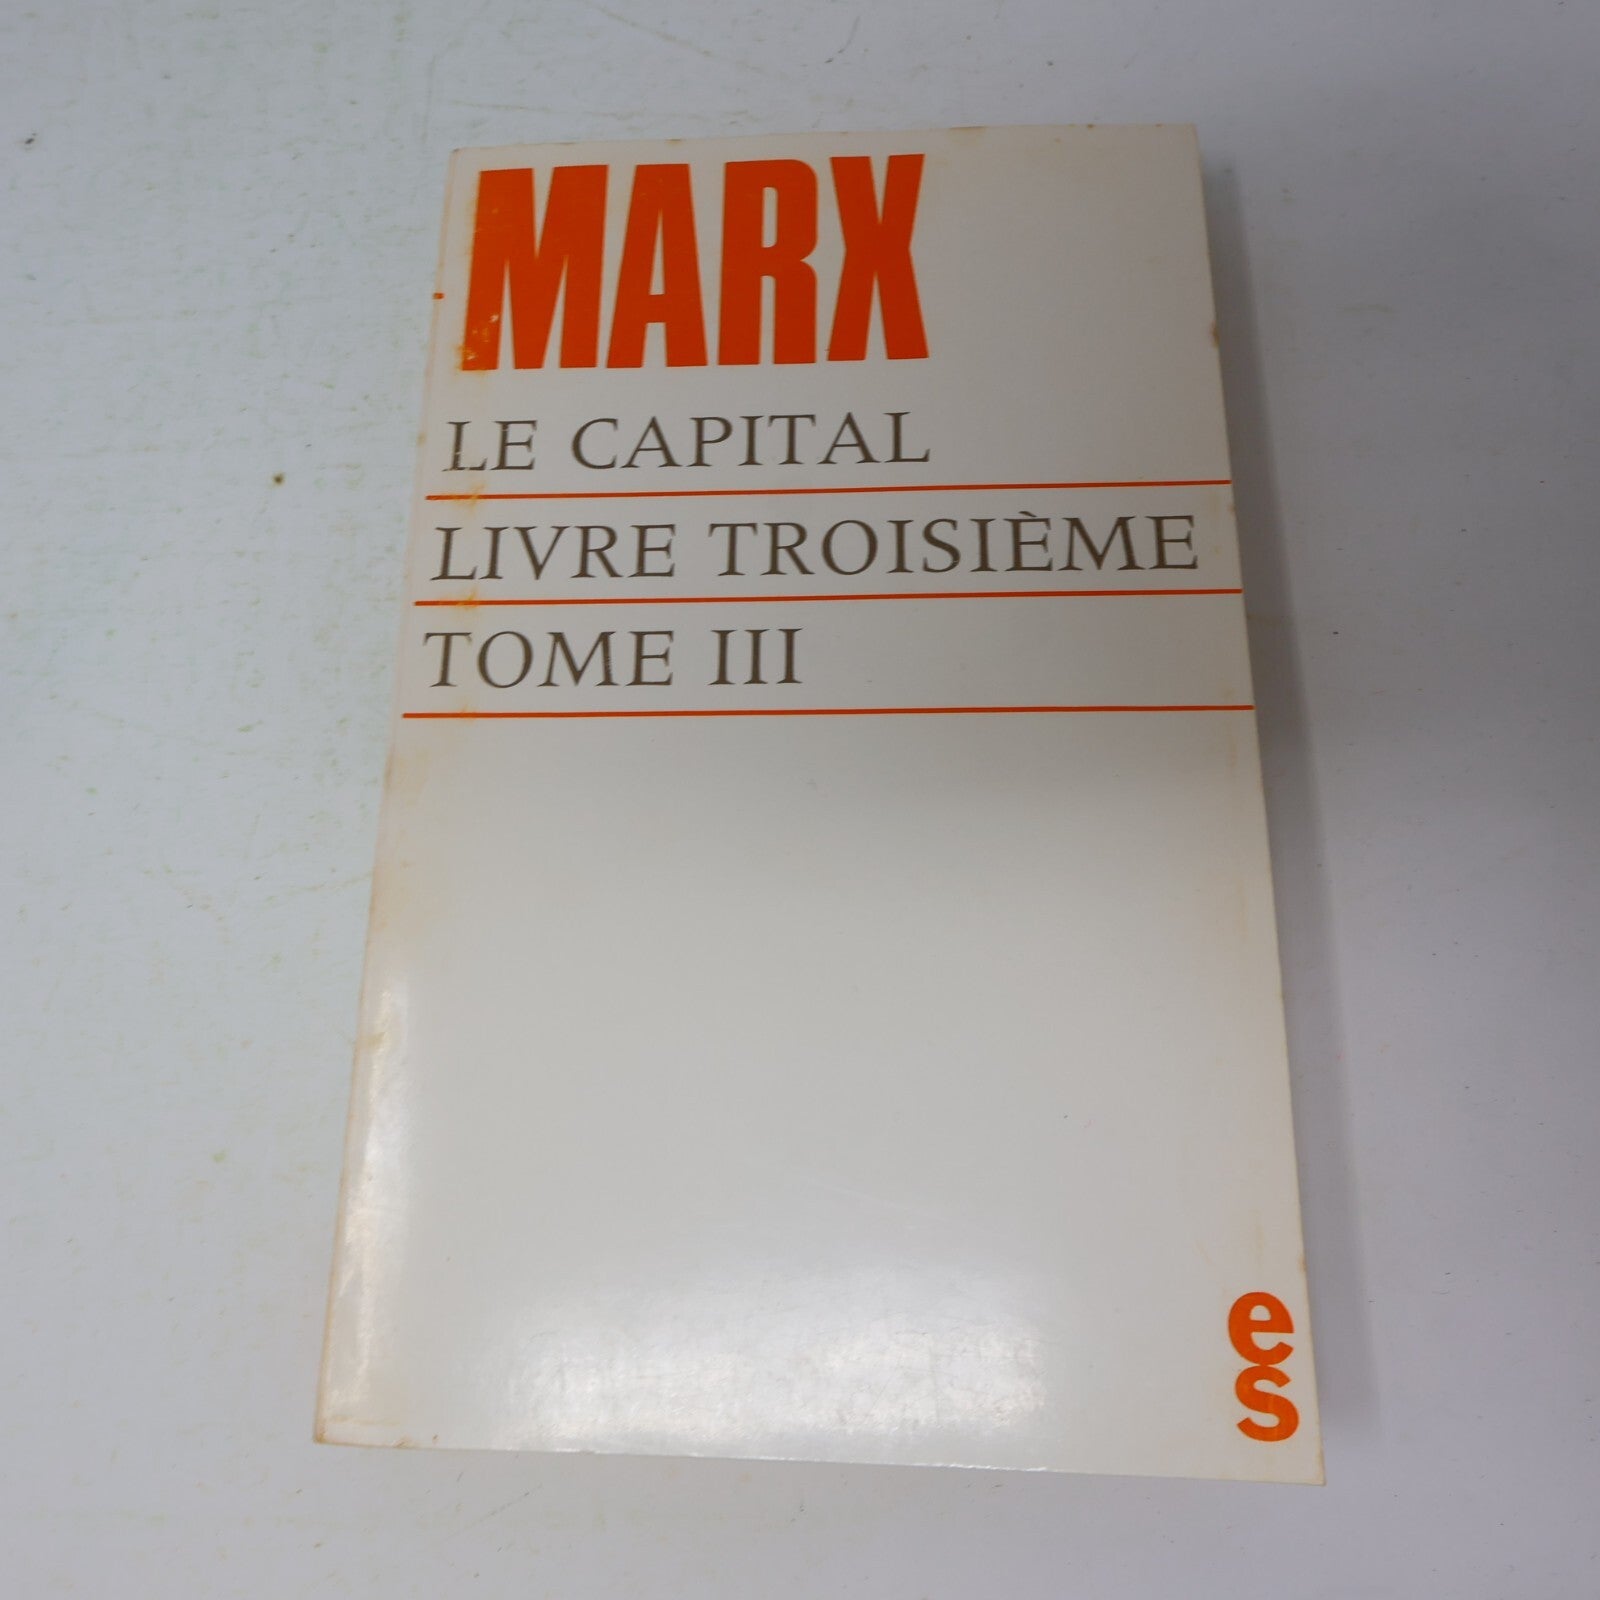 MARX
LE CAPITAL
LIVRE TROISIÈME
TOME III
es